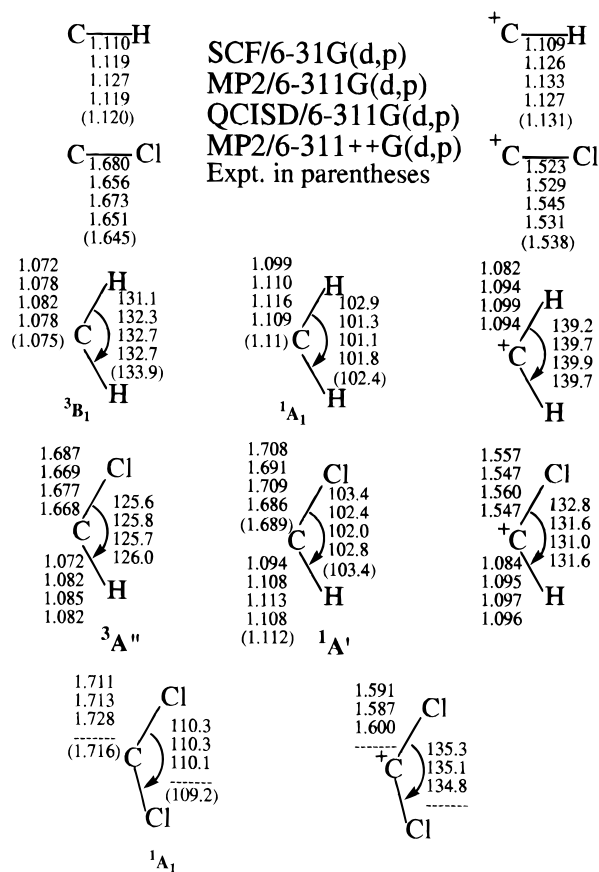 C—H
1.110
1.119
1.127
1.119
(1.120)
SCF/6-31G(d,p)
MP2/6-311G(d,p)
QCISD/6-311G(d,p)
MP2/6-311++G(d,p)
Expt. in parentheses
+C—H
1.109
1.126
1.133
1.127
(1.131)
C—Cl
1.680
1.656
1.673
1.651
(1.645)
+C—Cl
1.523
1.529
1.545
1.531
(1.538)
1.072
1.078
1.082
1.078
(1.075)
H
C
H
131.1
132.3
132.7
132.7
(133.9)
³B₁
1.099
1.110
1.116
1.109
(1.11)
H
C
H
102.9
101.3
101.1
101.8
(102.4)
¹A₁
1.082
1.094
1.099
1.094
H
+C
H
139.2
139.7
139.9
139.7
1.687
1.669
1.677
1.668
Cl
C
H
125.6
125.8
125.7
126.0
1.072
1.082
1.085
1.082
³A"
1.708
1.691
1.709
1.686
(1.689)
Cl
C
H
103.4
102.4
102.0
102.8
(103.4)
1.094
1.108
1.113
1.108
(1.112)
¹A'
1.557
1.547
1.560
1.547
Cl
+C
H
132.8
131.6
131.0
131.6
1.084
1.095
1.097
1.096
1.711
1.713
1.728
--------
(1.716)
Cl
C
Cl
110.3
110.3
110.1
--------
(109.2)
¹A₁
1.591
1.587
1.600
--------
Cl
+C
Cl
135.3
135.1
134.8
--------